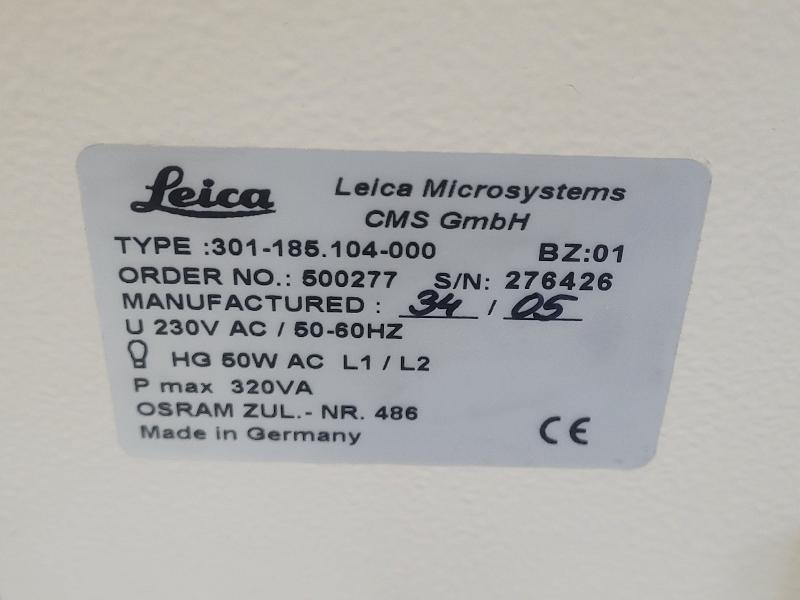 Leica Leica Microsystems
CMS GmbH
TYPE :301-185.104-000 BZ:01
ORDER NO.: 500277 S/N: 276426
MANUFACTURED : 34 / 05
U 230V AC / 50-60HZ
HG 50W AC L1 / L2
P max 320VA
OSRAM ZUL.- NR. 486
Made in Germany CE